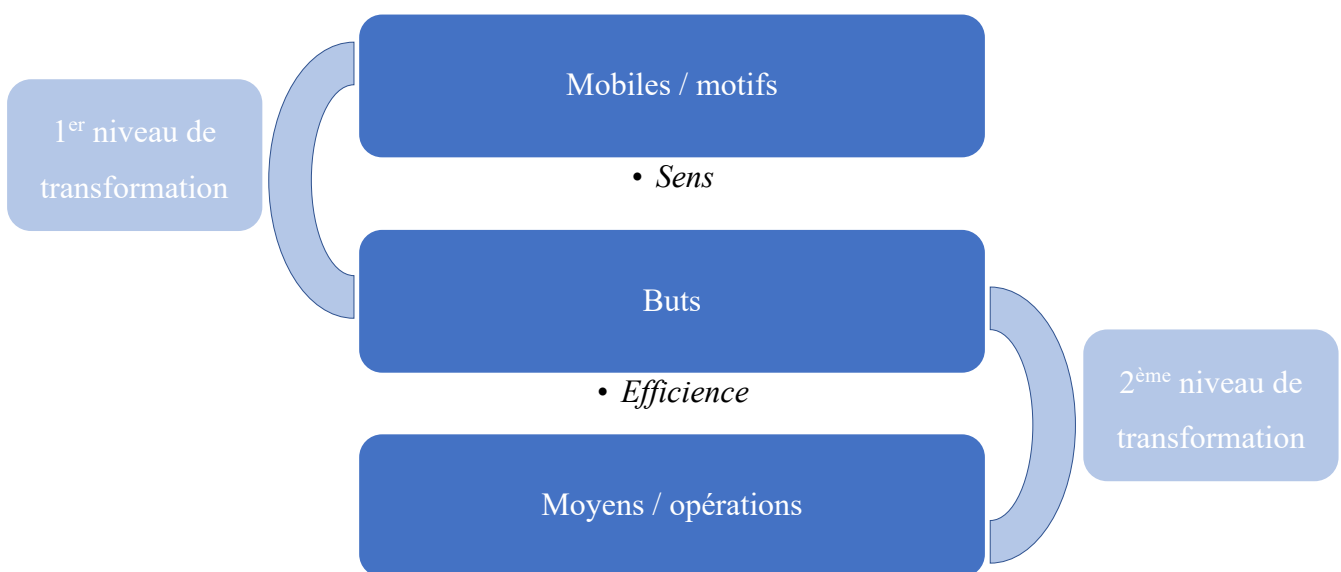 Mobiles / motifs
1er niveau de
transformation
• Sens
Buts
• Efficience
2ème niveau de
transformation
Moyens / opérations